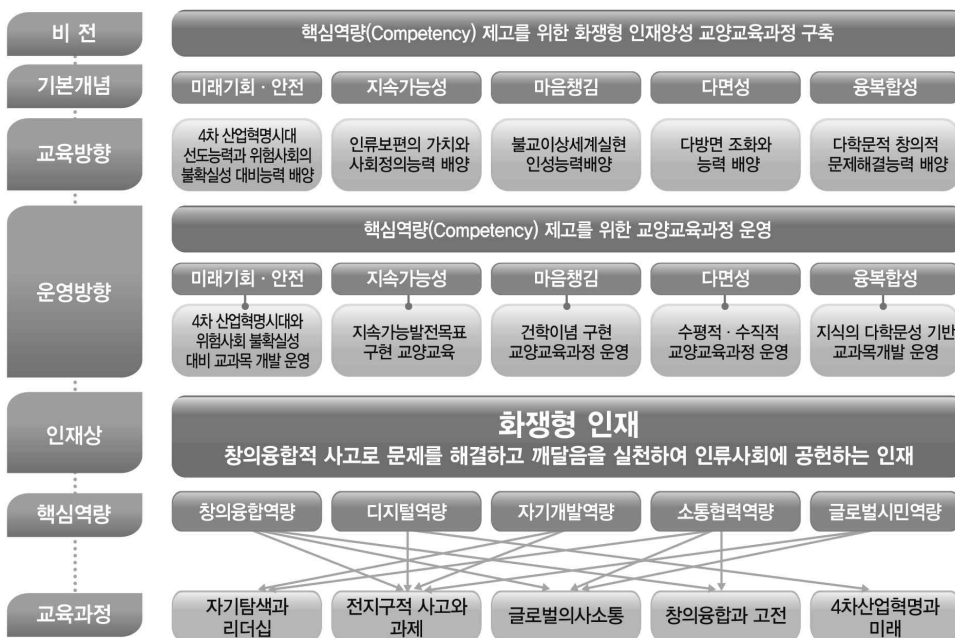 비 전
핵심역량(Competency) 제고를 위한 화쟁형 인재양성 교양교육과정 구축
기본개념
미래기회 · 안전
지속가능성
마음챙김
다면성
융복합성
교육방향
4차 산업혁명시대
선도능력과 위험사회의
불확실성 대비능력 배양
인류보편의 가치와
사회정의능력 배양
불교이상세계실현
인성능력배양
다방면 조화와
능력 배양
다학문적 창의적
문제해결능력 배양
운영방향
핵심역량(Competency) 제고를 위한 교양교육과정 운영
미래기회 · 안전
지속가능성
마음챙김
다면성
융복합성
4차 산업혁명시대와
위험사회 불확실성
대비 교과목 개발 운영
지속가능발전목표
구현 교양교육
건학이념 구현
교양교육과정 운영
수평적 · 수직적
교양교육과정 운영
지식의 다학문성 기반
교과목개발 운영
인재상
화쟁형 인재
창의융합적 사고로 문제를 해결하고 깨달음을 실천하여 인류사회에 공헌하는 인재
핵심역량
창의융합역량
디지털역량
자기개발역량
소통협력역량
글로벌시민역량
교육과정
자기탐색과
리더십
전지구적 사고와
과제
글로벌의사소통
창의융합과 고전
4차산업혁명과
미래